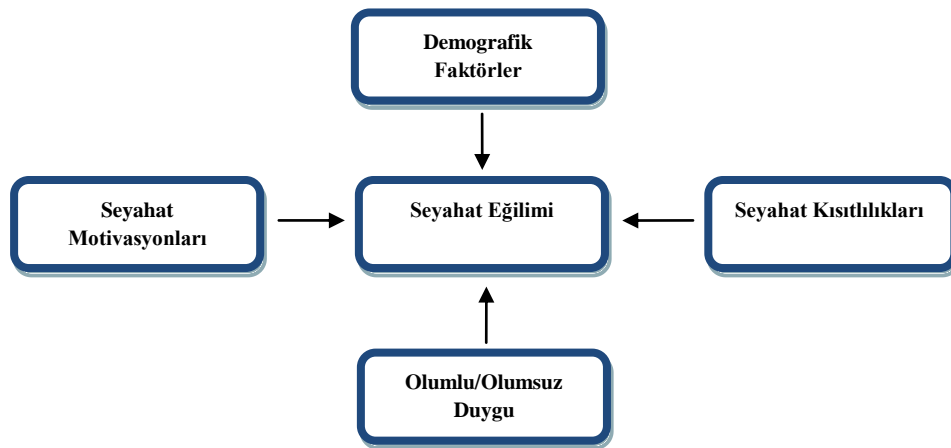 Demografik
Faktörler
Seyahat
Motivasyonları
Seyahat Eğilimi
Seyahat Kısıtlılıkları
Olumlu/Olumsuz
Duygu